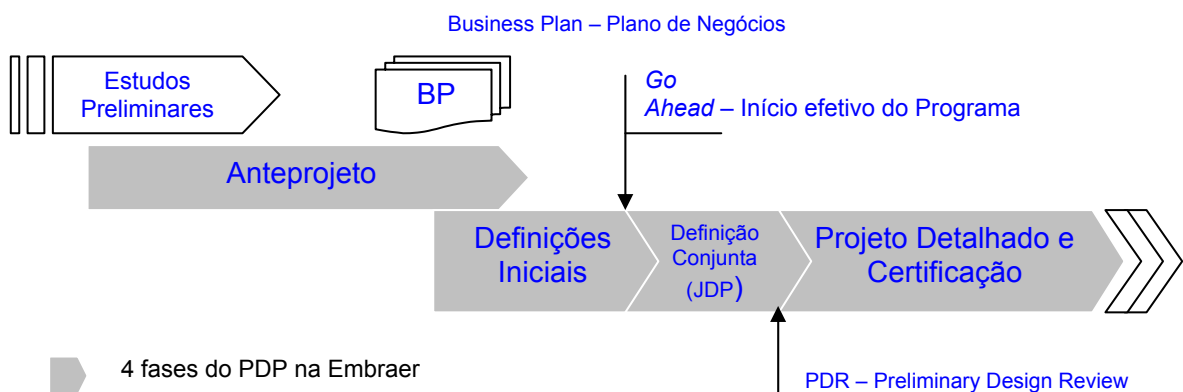 Business Plan – Plano de Negócios
Estudos
Preliminares
BP
Go
Ahead – Início efetivo do Programa
Anteprojeto
Definições
Iniciais
Definição
Conjunta
(JDP)
Projeto Detalhado e
Certificação
4 fases do PDP na Embraer
PDR – Preliminary Design Review